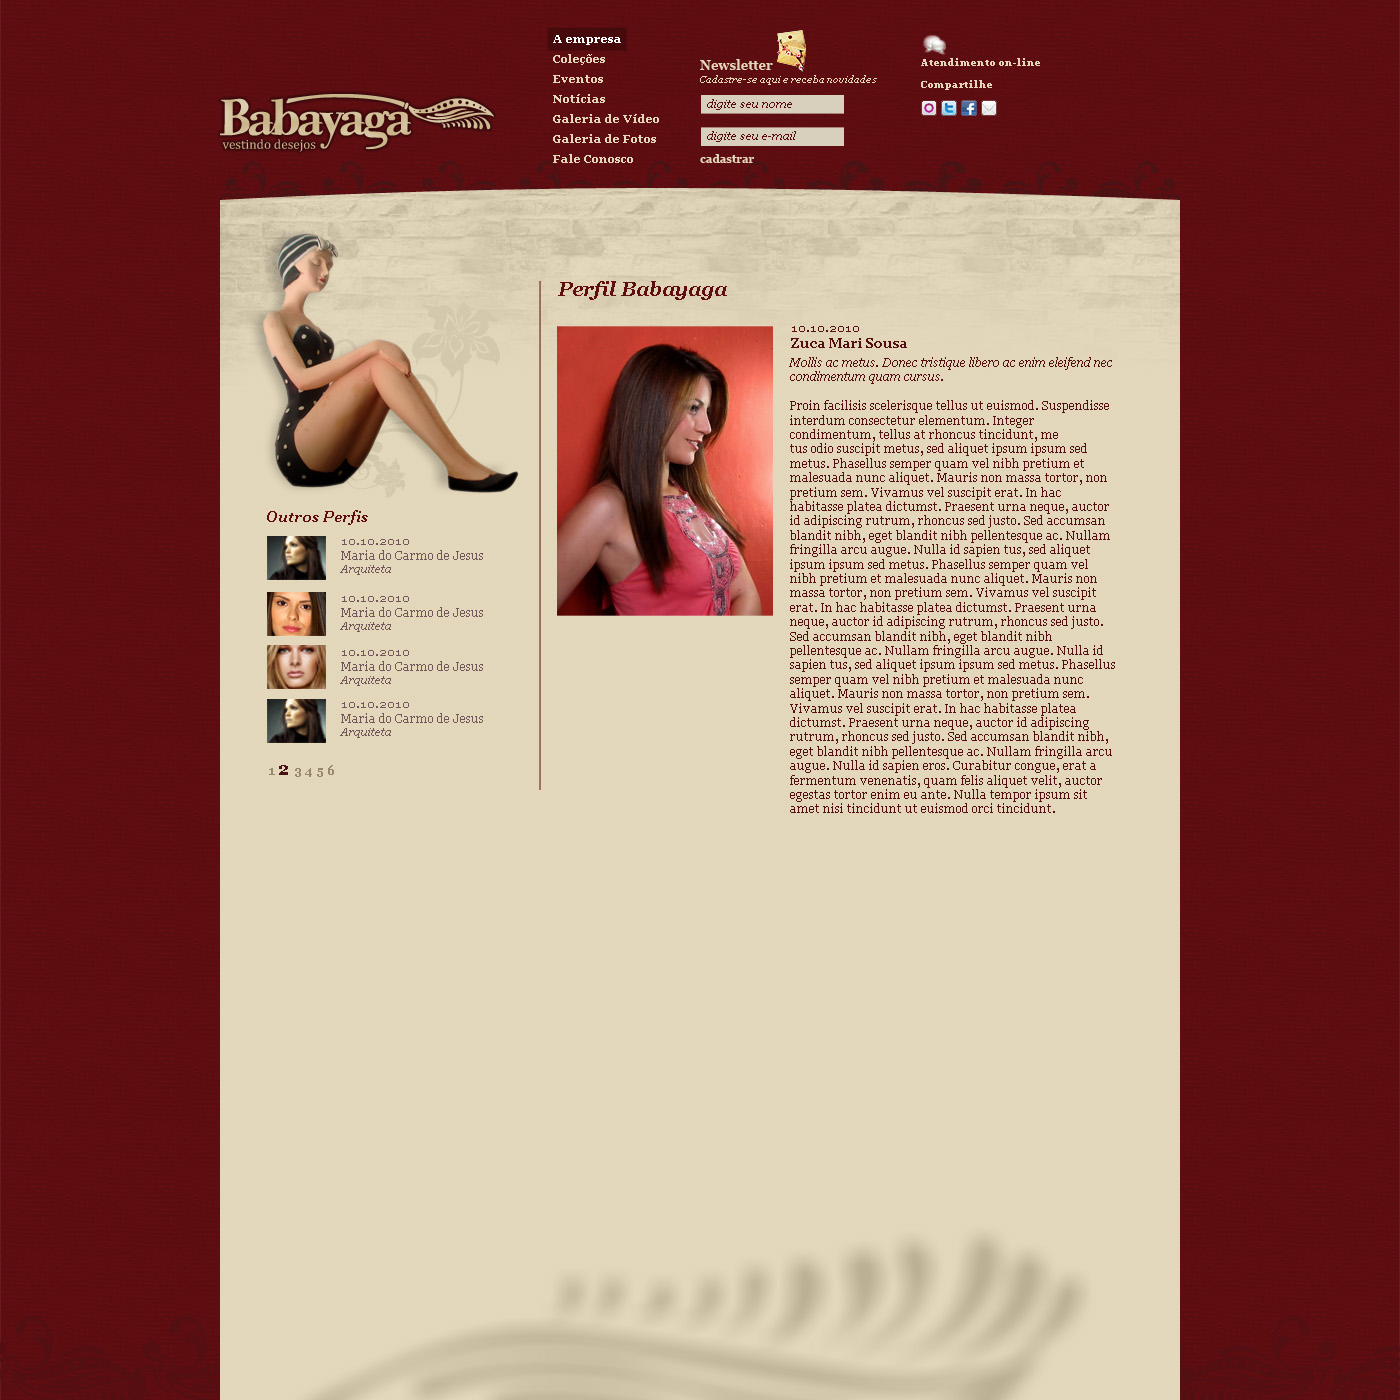 A empresa
Coleções
Eventos
Notícias
Galeria de Vídeo
Galeria de Fotos
Fale Conosco
Newsletter
Cadastre-se aqui e receba novidades
digite seu nome
digite seu e-mail
cadastrar
Atendimento on-line
Compartilhe
Babayaga
vestindo desejos
Perfil Babayaga
10.10.2010
Zuca Mari Sousa
Mollis ac metus. Donec tristique libero ac enim eleifend nec
condimentum quam cursus.
Proin facilisis scelerisque tellus ut euismod. Suspendisse
interdum consectetur elementum. Integer
condimentum, tellus at rhoncus tincidunt, me
tus odio suscipit metus, sed aliquet ipsum ipsum sed
metus. Phasellus semper quam vel nibh pretium et
malesuada nunc aliquet. Mauris non massa tortor, non
pretium sem. Vivamus vel suscipit erat. In hac
habitasse platea dictumst. Praesent urna neque, auctor
id adipiscing rutrum, rhoncus sed justo. Sed accumsan
blandit nibh, eget blandit nibh pellentesque ac. Nullam
fringilla arcu augue. Nulla id sapien tus, sed aliquet
ipsum ipsum sed metus. Phasellus semper quam vel
nibh pretium et malesuada nunc aliquet. Mauris non
massa tortor, non pretium sem. Vivamus vel suscipit
erat. In hac habitasse platea dictumst. Praesent urna
neque, auctor id adipiscing rutrum, rhoncus sed justo.
Sed accumsan blandit nibh, eget blandit nibh
pellentesque ac. Nullam fringilla arcu augue. Nulla id
sapien tus, sed aliquet ipsum ipsum sed metus. Phasellus
semper quam vel nibh pretium et malesuada nunc
aliquet. Mauris non massa tortor, non pretium sem.
Vivamus vel suscipit erat. In hac habitasse platea
dictumst. Praesent urna neque, auctor id adipiscing
rutrum, rhoncus sed justo. Sed accumsan blandit nibh,
eget blandit nibh pellentesque ac. Nullam fringilla arcu
augue. Nulla id sapien eros. Curabitur congue, erat a
fermentum venenatis, quam felis aliquet velit, auctor
egestas tortor enim eu ante. Nulla tempor ipsum sit
amet nisi tincidunt ut euismod orci tincidunt.
Outros Perfis
10.10.2010
Maria do Carmo de Jesus
Arquiteta
10.10.2010
Maria do Carmo de Jesus
Arquiteta
10.10.2010
Maria do Carmo de Jesus
Arquiteta
10.10.2010
Maria do Carmo de Jesus
Arquiteta
1 2 3 4 5 6